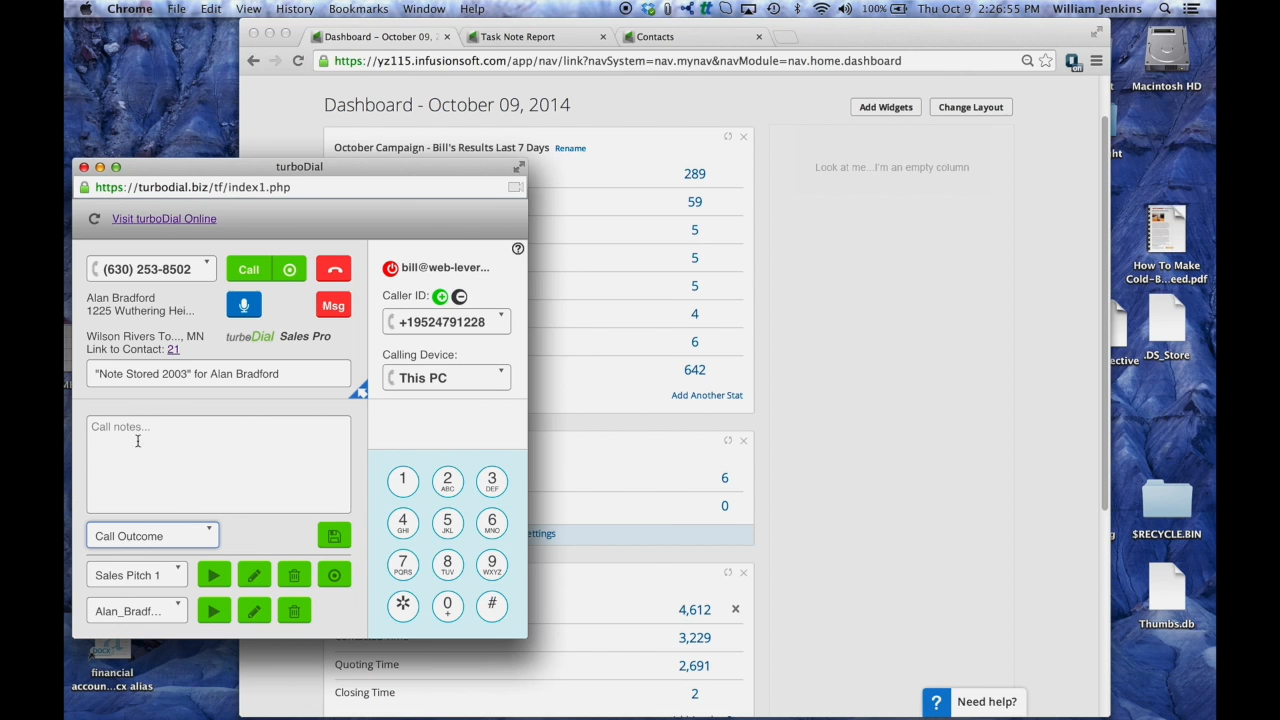 Chrome File Edit View History Bookmarks Window Help 100% Thu Oct 9 2:26:55 PM William Jenkins
Dashboard – October 09, Task Note Report Contacts
https://yz115.infusionsoft.com/app/nav/link?navSystem=nav.mynav&navModule=nav.home.dashboard
on
Macintosh HD
Dashboard - October 09, 2014
Add Widgets Change Layout
October Campaign - Bill's Results Last 7 Days Rename
Look at me...I'm an empty column
289
59
5
5
5
4
6
642
Add Another Stat
6
0
ettings
4,612
3,229
Quoting Time 2,691
Closing Time 2
Need help?
turboDial
https://turbodial.biz/tf/index1.php
Visit turboDial Online
(630) 253-8502 Call
Alan Bradford
1225 Wuthering Hei...
Msg
Wilson Rivers To..., MN
turboDial Sales Pro
Link to Contact: 21
"Note Stored 2003" for Alan Bradford
bill@web-lever...
Caller ID:
+19524791228
Calling Device:
This PC
Call notes...
Call Outcome
Sales Pitch 1
Alan_Bradf...
1
2 ABC
3 DEF
4 GHI
5 JKL
6 MNO
7 PQRS
8 TUV
9 WXYZ
*
0 +
#
ht
How To Make
Cold-B...eed.pdf
ective
.DS_Store
$RECYCLE.BIN
Thumbs.db
DOCX
financial
accoun...cx alias